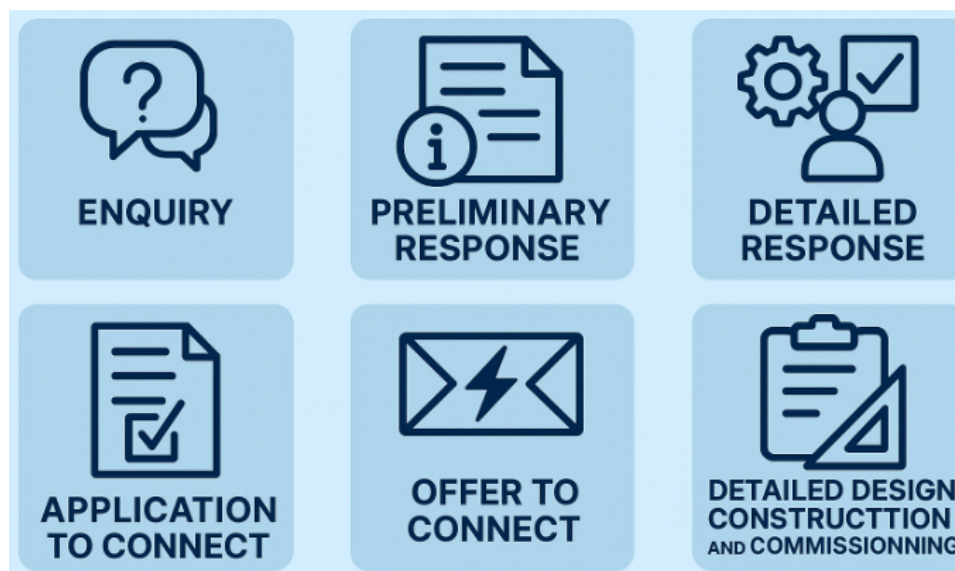 ?
ENQUIRY
i
PRELIMINARY
RESPONSE
DETAILED
RESPONSE
APPLICATION
TO CONNECT
OFFER TO
CONNECT
DETAILED DESIGN
CONSTRUCTTION
AND COMMISSIONNING